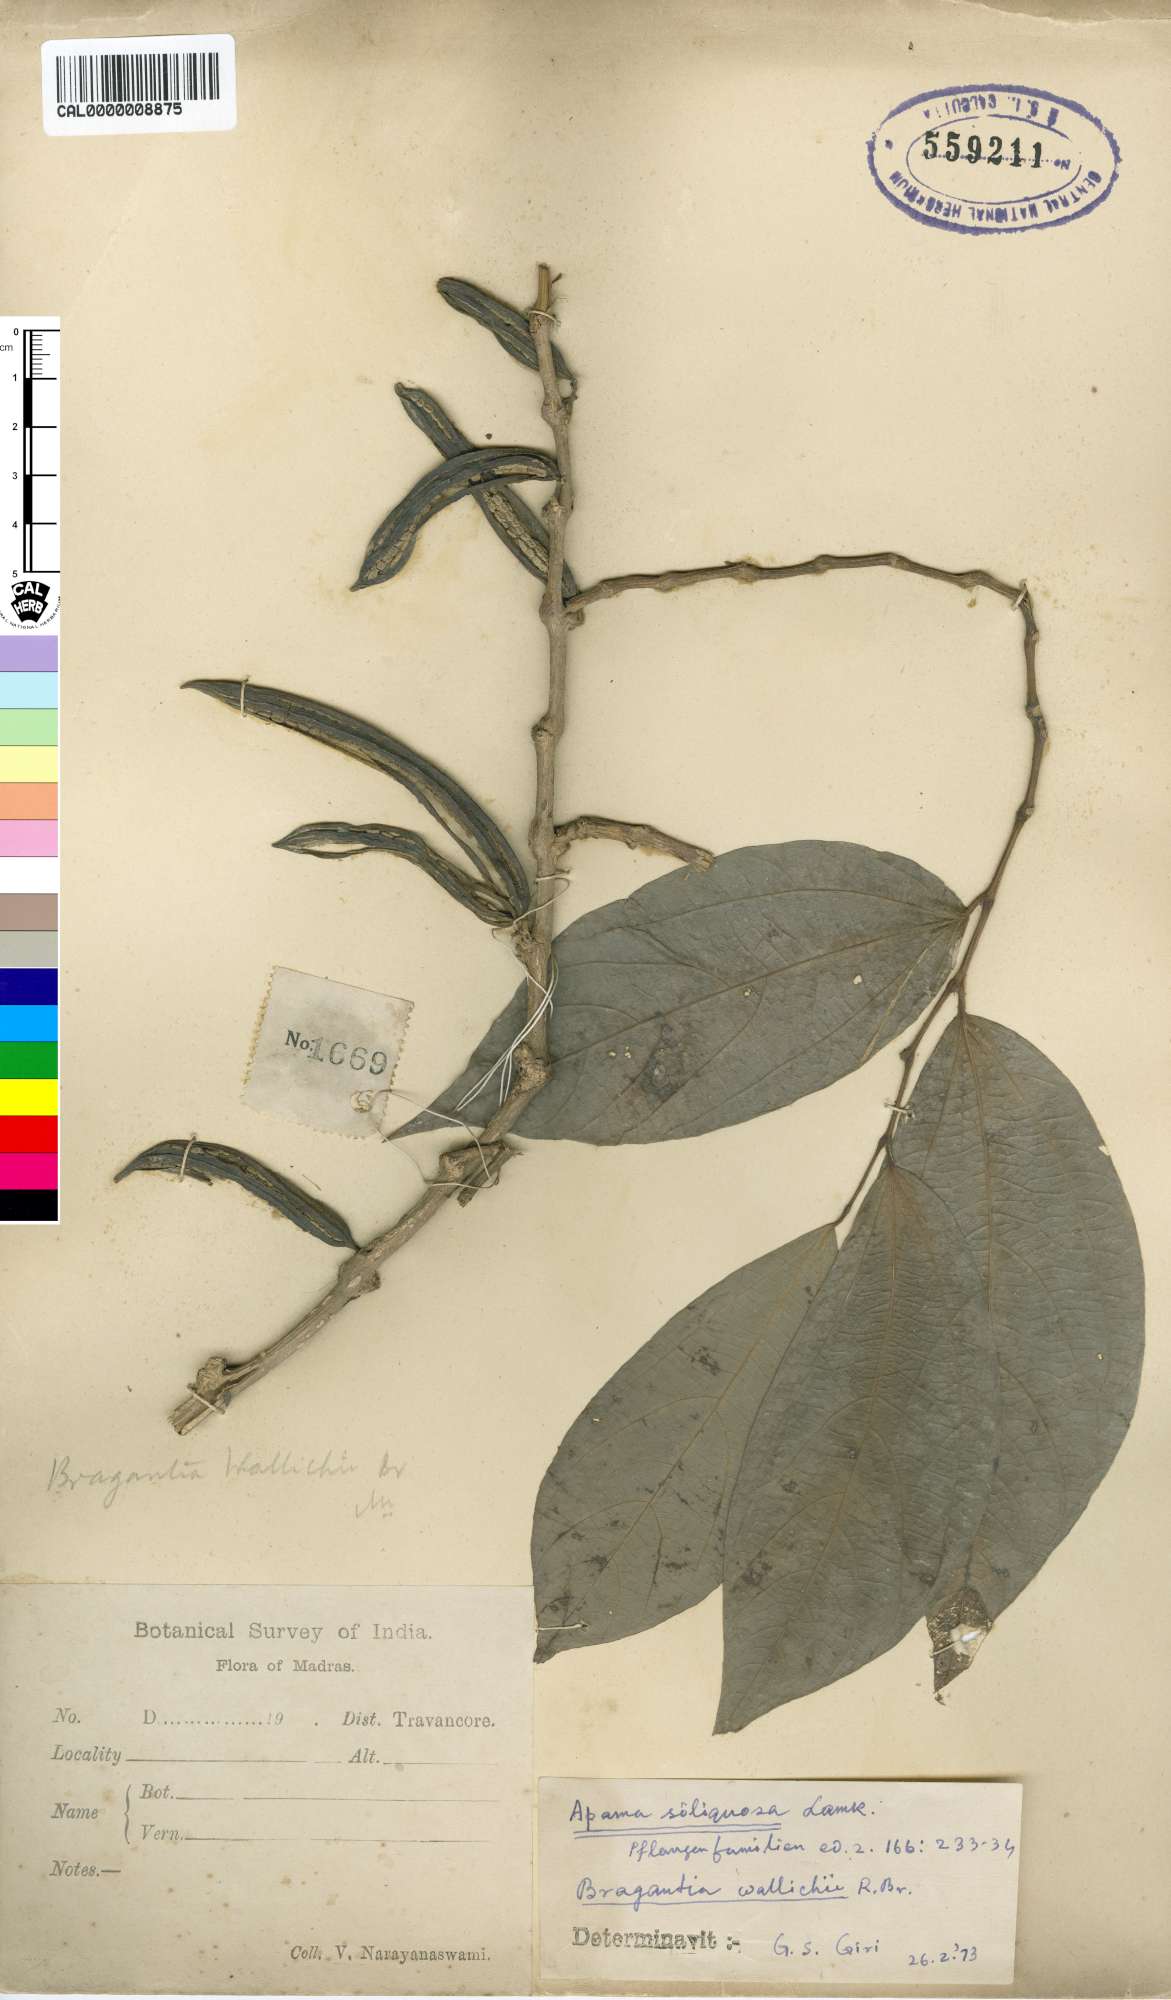 CAL0000008875
B.S.I. CALCUTTA
No 559211
CENTRAL NATIONAL HERBARIUM
0
cm
1
2
3
4
5
CAL
HERB
No. 1669
Bragantia Wallichii Br
Botanical Survey of India.
Flora of Madras.
No. D...............19 . Dist. Travancore.
Locality Alt.
Name
Bot.
Vern.
Notes.—
Coll; V. Narayanaswami.
Apama siliquosa Lamk.
Pflanzenfamilien ed. 2. 16b: 233-34
Bragantia wallichii R. Br.
Determinavit :-
G. S. Giri
26.2.'73